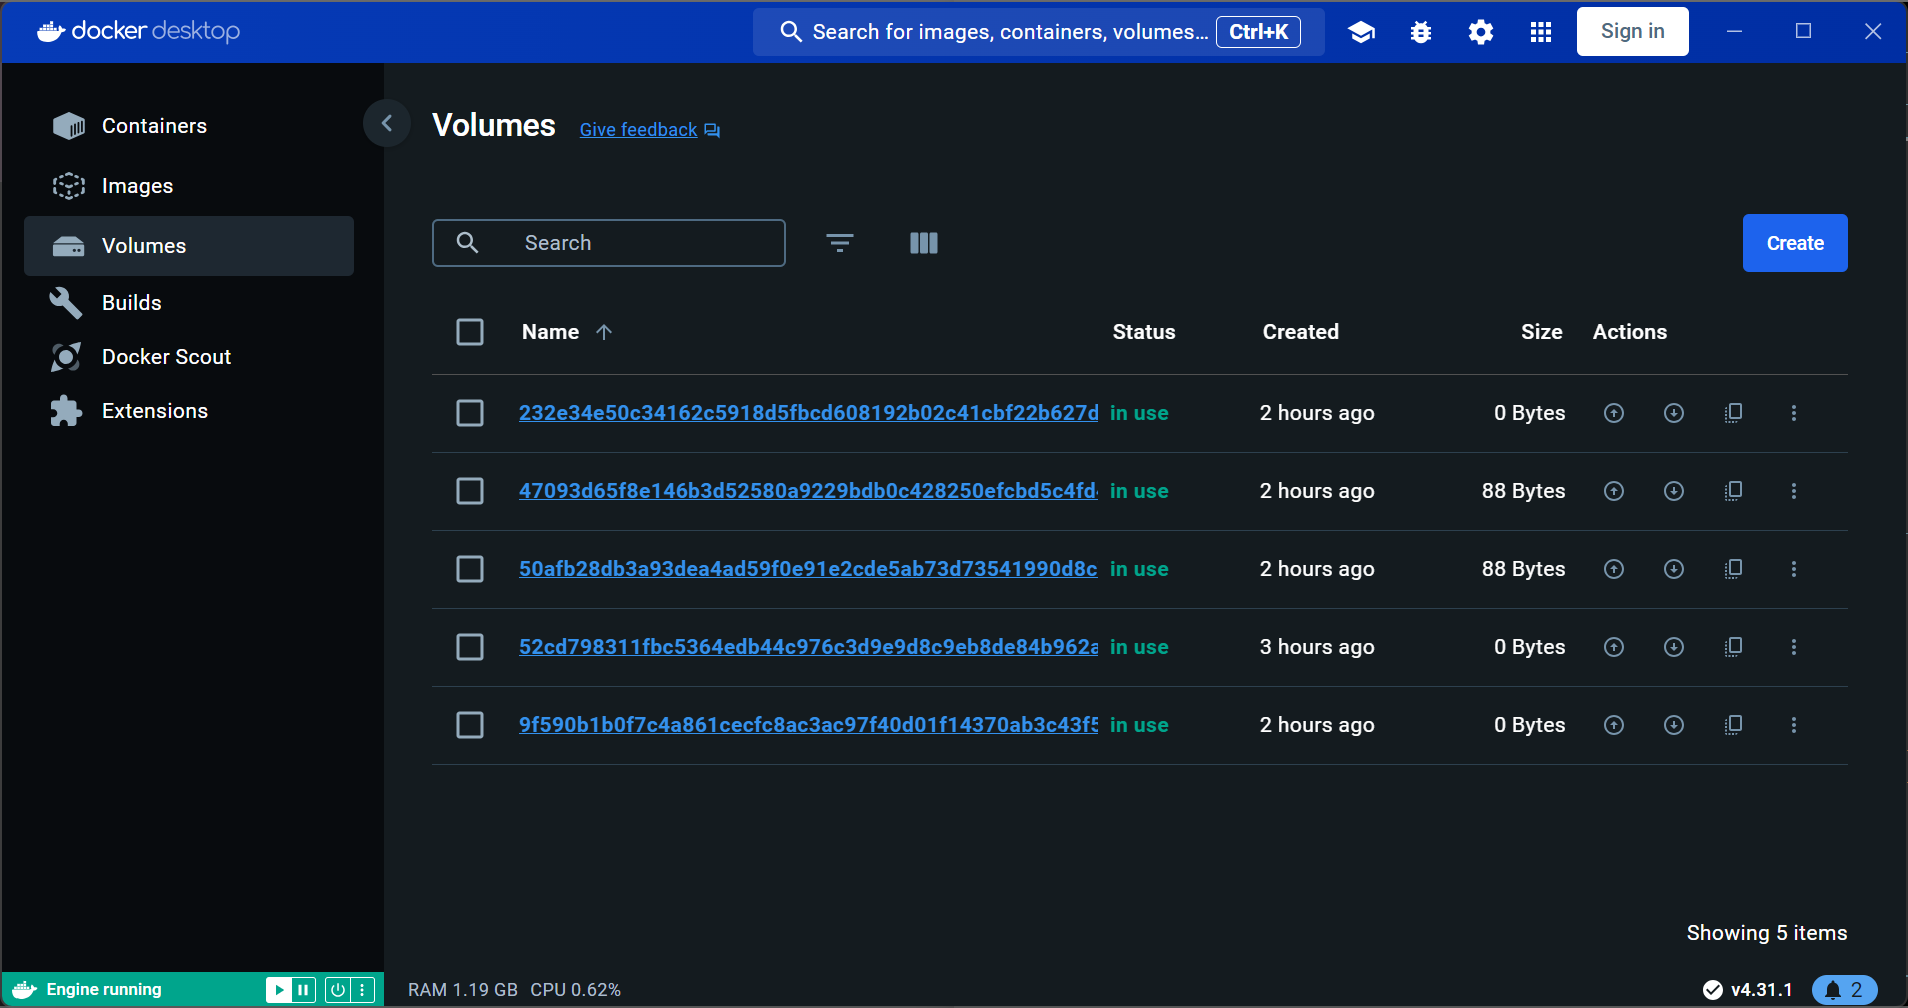 docker desktop
Search for images, containers, volumes... Ctrl+K
Sign in
Containers
Images
Volumes
Builds
Docker Scout
Extensions
Volumes Give feedback
Search
Create
Name Status Created Size Actions
232e34e50c34162c5918d5fbcd608192b02c41cbf22b627d in use 2 hours ago 0 Bytes
47093d65f8e146b3d52580a9229bdb0c428250efcbd5c4fd4 in use 2 hours ago 88 Bytes
50afb28db3a93dea4ad59f0e91e2cde5ab73d73541990d8c in use 2 hours ago 88 Bytes
52cd798311fbc5364edb44c976c3d9e9d8c9eb8de84b962a in use 3 hours ago 0 Bytes
9f590b1b0f7c4a861cecfc8ac3ac97f40d01f14370ab3c43f5 in use 2 hours ago 0 Bytes
Showing 5 items
Engine running
RAM 1.19 GB CPU 0.62%
v4.31.1
2